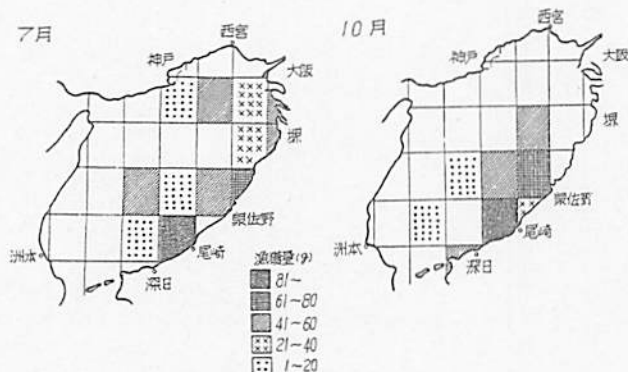 7月
西宮
神戸
大阪
堺
泉佐野
尾崎
深日
洲本
10月
西宮
神戸
大阪
堺
泉佐野
尾崎
深日
洲本
漁獲量(g)
81~
61~80
41~60
21~40
1~20